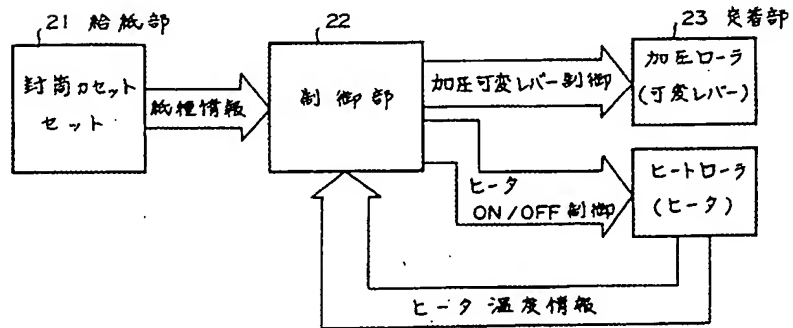 21 給紙部
22
23 定着部
封筒カセット
セット
紙種情報
制御部
加圧可変レバー制御
加圧ローラ
(可変レバー)
ヒータ
ON/OFF制御
ヒートローラ
(ヒータ)
ヒータ温度情報